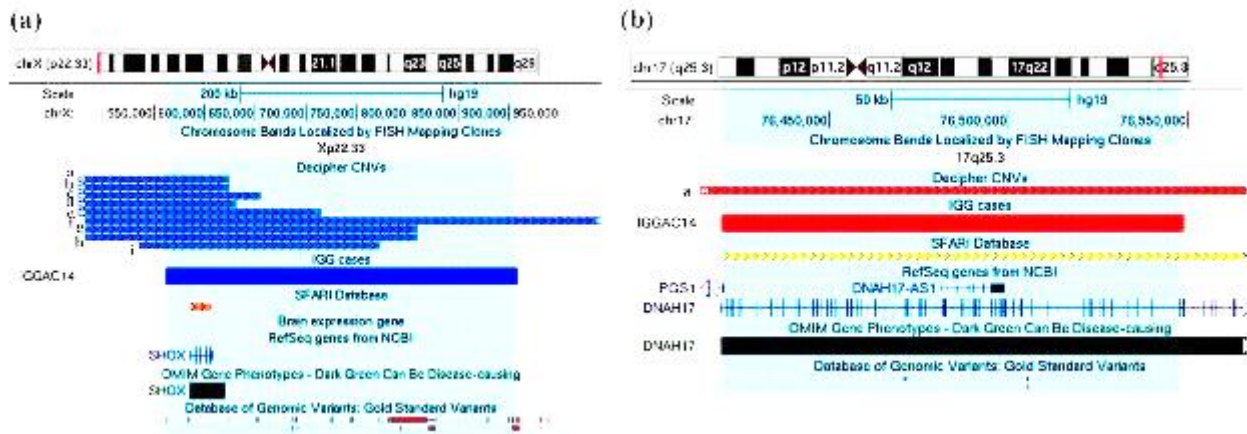 (a)
chrX (p22.33) 21.1 q23 q25 q28
Scale 200 kb hg19
chrX: 550,000 600,000 650,000 700,000 750,000 800,000 850,000 900,000 950,000
Chromosome Bands Localized by FISH Mapping Clones
Xp22.33
Decipher CNVs
a
b
c
d
e
f
g
h
i
IGG cases
GGAC14
SFARI Database
Brain expression gene
RefSeq genes from NCBI
SHOX
OMIM Gene Phenotypes - Dark Green Can Be Disease-causing
SHOX
Database of Genomic Variants: Gold Standard Variants
(b)
chr17 (q25.3) p12 p11.2 q11.2 q12 17q22 q25.3
Scale 50 kb hg19
chr17: 76,450,000 76,500,000 76,550,000
Chromosome Bands Localized by FISH Mapping Clones
17q25.3
Decipher CNVs
a
IGG cases
IGGAC14
SFARI Database
RefSeq genes from NCBI
PGS1 DNAH17-AS1
DNAH17
OMIM Gene Phenotypes - Dark Green Can Be Disease-causing
DNAH17
Database of Genomic Variants: Gold Standard Variants